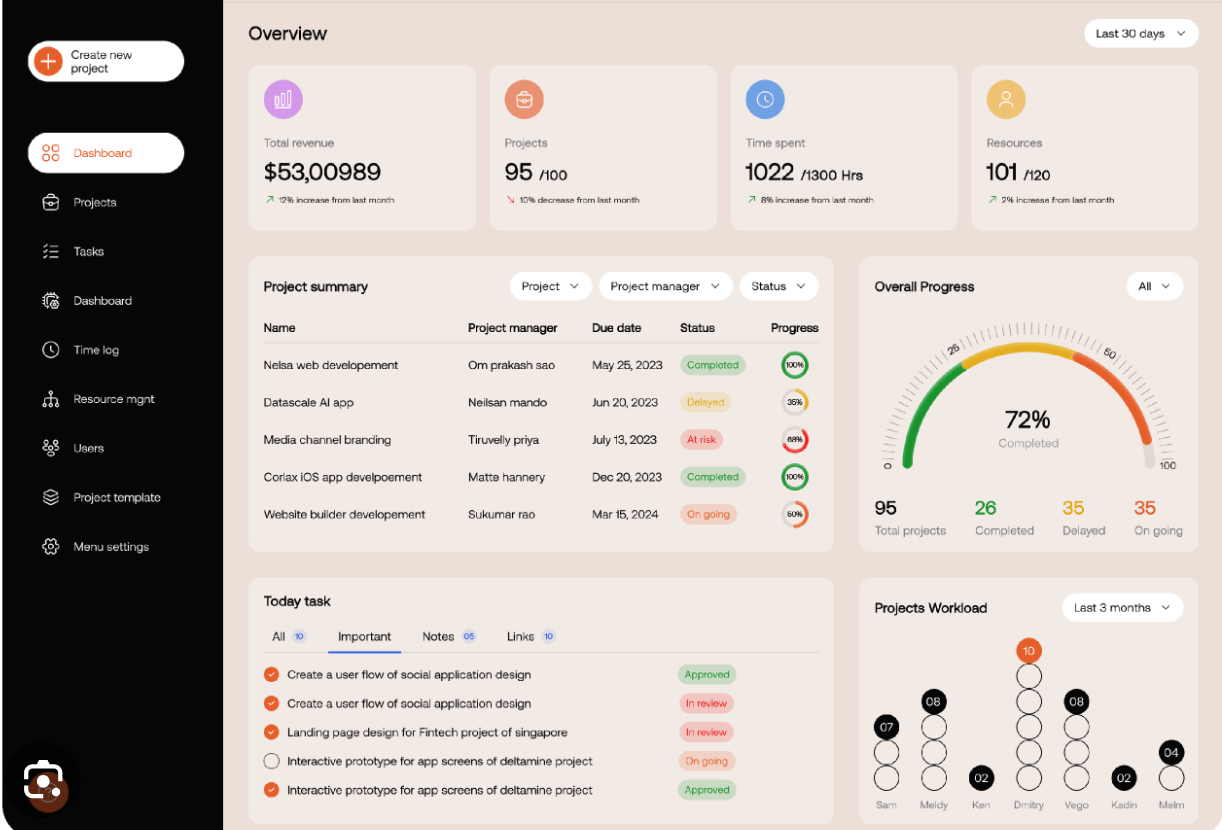 Create new
project
Dashboard
Projects
Tasks
Dashboard
Time log
Resource mgnt
Users
Project template
Menu settings
Overview
Last 30 days
Total revenue
$53,00989
12% increase from last month
Projects
95 /100
10% decrease from last month
Time spent
1022 /1300 Hrs
8% increase from last month
Resources
101 /120
2% increase from last month
Project summary
Project
Project manager
Status
Name Project manager Due date Status Progress
Nelsa web developement Om prakash sao May 25, 2023 Completed 100%
Datascale AI app Neilsan mando Jun 20, 2023 Delayed 35%
Media channel branding Tiruvelly priya July 13, 2023 At risk 68%
Corlax iOS app develpoement Matte hannery Dec 20, 2023 Completed 100%
Website builder developement Sukumar rao Mar 15, 2024 On going 50%
Overall Progress
All
0
25
50
100
72%
Completed
95 26 35 35
Total projects Completed Delayed On going
Today task
All 10 Important Notes 05 Links 10
Create a user flow of social application design Approved
Create a user flow of social application design In review
Landing page design for Fintech project of singapore In review
Interactive prototype for app screens of deltamine project On going
Interactive prototype for app screens of deltamine project Approved
Projects Workload
Last 3 months
07 08 02 10 08 02 04
Sam Meldy Ken Dmitry Vego Kadin Melm